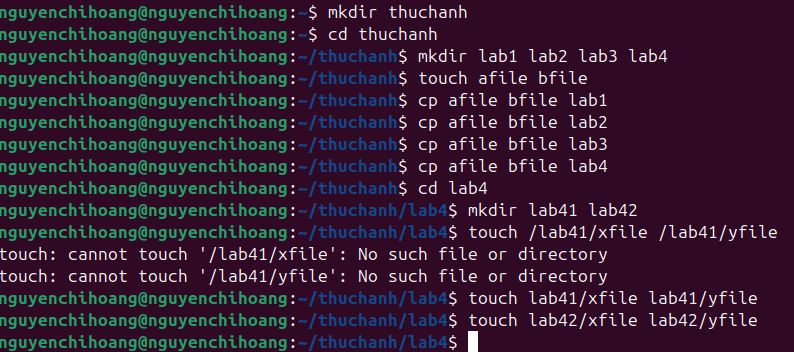 nguyenchihoang@nguyenchihoang:~$ mkdir thuchanh
nguyenchihoang@nguyenchihoang:~$ cd thuchanh
nguyenchihoang@nguyenchihoang:~/thuchanh$ mkdir lab1 lab2 lab3 lab4
nguyenchihoang@nguyenchihoang:~/thuchanh$ touch afile bfile
nguyenchihoang@nguyenchihoang:~/thuchanh$ cp afile bfile lab1
nguyenchihoang@nguyenchihoang:~/thuchanh$ cp afile bfile lab2
nguyenchihoang@nguyenchihoang:~/thuchanh$ cp afile bfile lab3
nguyenchihoang@nguyenchihoang:~/thuchanh$ cp afile bfile lab4
nguyenchihoang@nguyenchihoang:~/thuchanh$ cd lab4
nguyenchihoang@nguyenchihoang:~/thuchanh/lab4$ mkdir lab41 lab42
nguyenchihoang@nguyenchihoang:~/thuchanh/lab4$ touch /lab41/xfile /lab41/yfile
touch: cannot touch '/lab41/xfile': No such file or directory
touch: cannot touch '/lab41/yfile': No such file or directory
nguyenchihoang@nguyenchihoang:~/thuchanh/lab4$ touch lab41/xfile lab41/yfile
nguyenchihoang@nguyenchihoang:~/thuchanh/lab4$ touch lab42/xfile lab42/yfile
nguyenchihoang@nguyenchihoang:~/thuchanh/lab4$